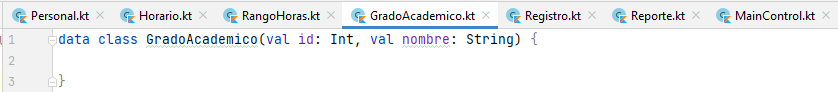 Personal.kt Horario.kt RangoHoras.kt GradoAcademico.kt Registro.kt Reporte.kt MainControl.kt
1 data class GradoAcademico(val id: Int, val nombre: String) {
2
3 }